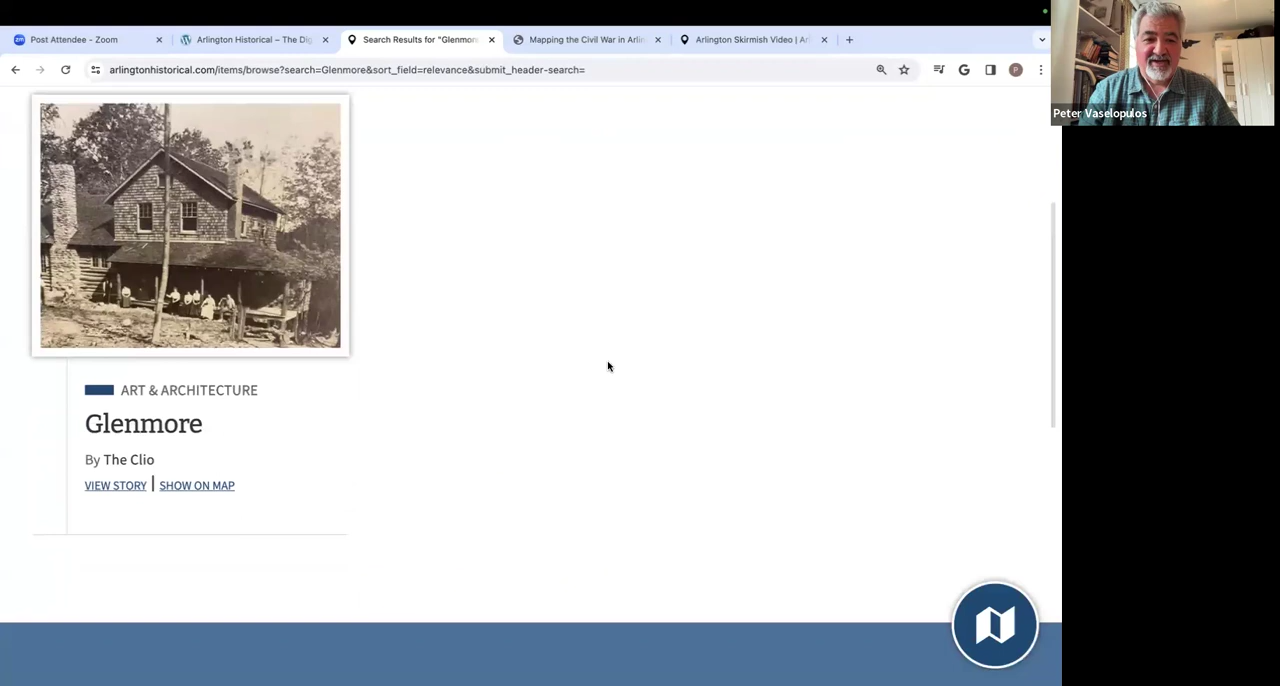 Post Attendee - Zoom
Arlington Historical – The Dig
Search Results for "Glenmor
Mapping the Civil War in Arlin
Arlington Skirmish Video | Ar
arlingtonhistorical.com/items/browse?search=Glenmore&sort_field=relevance&submit_header-search=
Peter Vaselopulos
ART & ARCHITECTURE
Glenmore
By The Clio
VIEW STORY | SHOW ON MAP